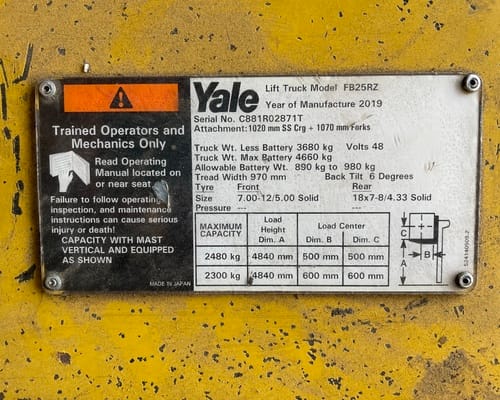 Trained Operators and
Mechanics Only
Read Operating
Manual located on
or near seat.
Failure to follow operating
inspection, and maintenance
instructions can cause serious
injury or death!
CAPACITY WITH MAST
VERTICAL AND EQUIPPED
AS SHOWN
MADE IN JAPAN
Yale Lift Truck Model FB25RZ
Year of Manufacture 2019
Serial No. C881R02871T
Attachment: 1020 mm SS Crg + 1070 mm Forks
Truck Wt. Less Battery 3680 kg Volts 48
Truck Wt. Max Battery 4660 kg
Allowable Battery Wt. 890 kg to 980 kg
Tread Width 970 mm Back Tilt 6 Degrees
Tyre Front Rear
Size 7.00-12/5.00 Solid 18x7-8/4.33 Solid
Pressure --- ---
MAXIMUM CAPACITY Load Height Dim. A Load Center Dim. B Dim. C
2480 kg 4840 mm 500 mm 500 mm
2300 kg 4840 mm 600 mm 600 mm
C
A
B